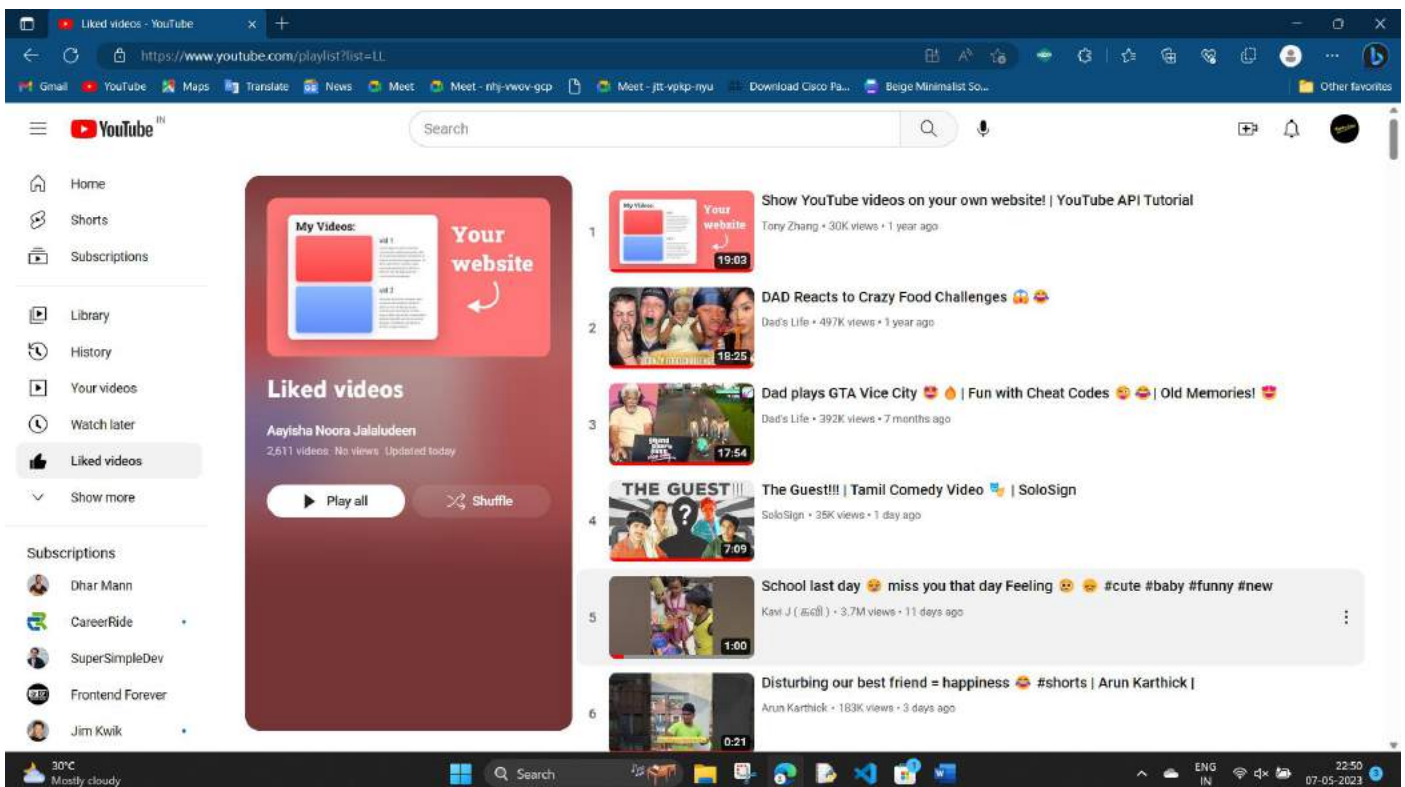 Liked videos - YouTube
https://www.youtube.com/playlist?list=LL
Gmail YouTube Maps Translate News Meet Meet - nhj-vwov-gcp Meet - jtt-vpkp-nyu Download Cisco Pa... Beige Minimalist So... Other favorites
YouTube IN
Search
Home
Shorts
Subscriptions
Library
History
Your videos
Watch later
Liked videos
Show more
Subscriptions
Dhar Mann
CareerRide
SuperSimpleDev
Frontend Forever
Jim Kwik
My Videos:
vid 1
vid 2
Your
website
Liked videos
Aayisha Noora Jalaludeen
2,611 videos No views Updated today
Play all
Shuffle
1
My Videos:
Your
website
19:03
Show YouTube videos on your own website! | YouTube API Tutorial
Tony Zhang • 30K views • 1 year ago
2
18:25
DAD Reacts to Crazy Food Challenges 😱 😂
Dad's Life • 497K views • 1 year ago
3
17:54
Dad plays GTA Vice City 😍 🔥 | Fun with Cheat Codes 😜 😂 | Old Memories! 😍
Dad's Life • 392K views • 7 months ago
4
THE GUEST!!!
7:09
The Guest!!! | Tamil Comedy Video 🎭 | SoloSign
SoloSign • 35K views • 1 day ago
5
1:00
School last day 🥺 miss you that day Feeling 🥺 😞 #cute #baby #funny #new
Kavi J ( கவி ) • 3.7M views • 11 days ago
6
0:21
Disturbing our best friend = happiness 😂 #shorts | Arun Karthick |
Arun Karthick • 183K views • 3 days ago
30°C
Mostly cloudy
Search
ENG
IN
22:50
07-05-2023
3